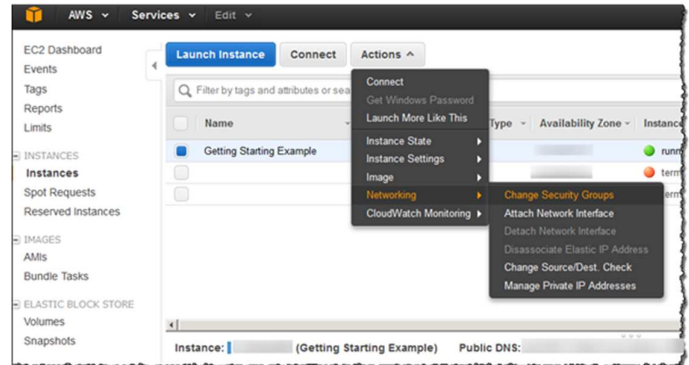 AWS Services Edit
EC2 Dashboard
Events
Tags
Reports
Limits
INSTANCES
Instances
Spot Requests
Reserved Instances
IMAGES
AMIs
Bundle Tasks
ELASTIC BLOCK STORE
Volumes
Snapshots
Launch Instance Connect Actions
Filter by tags and attributes or sea
Name Type Availability Zone Instance
Getting Starting Example runn
term
term
Connect
Get Windows Password
Launch More Like This
Instance State
Instance Settings
Image
Networking
CloudWatch Monitoring
Change Security Groups
Attach Network Interface
Detach Network Interface
Disassociate Elastic IP Address
Change Source/Dest. Check
Manage Private IP Addresses
Instance: (Getting Starting Example) Public DNS: